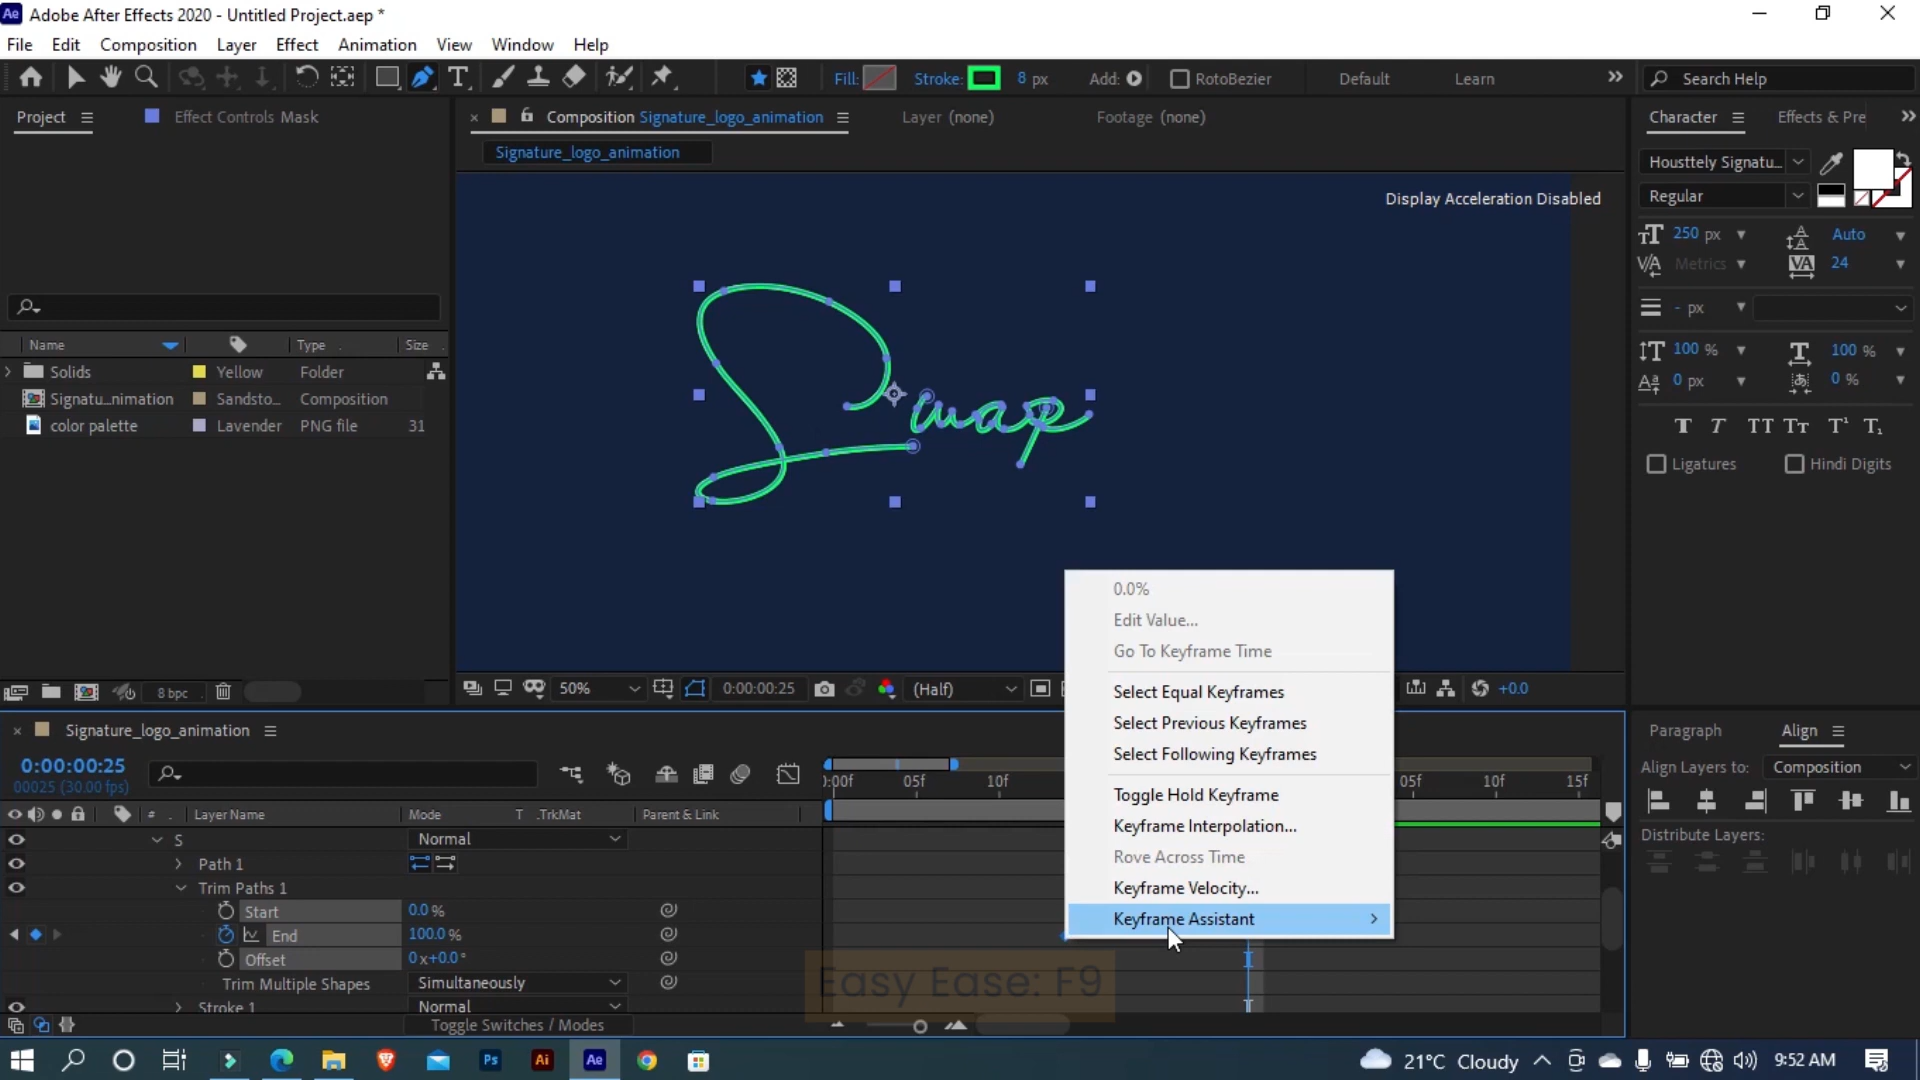 Adobe After Effects 2020 - Untitled Project.aep *
File Edit Composition Layer Effect Animation View Window Help
Fill: Stroke: 8 px Add: RotoBezier Default Learn Search Help
Project Effect Controls Mask Composition Signature_logo_animation Layer (none) Footage (none) Character Effects & Pre
Signature_logo_animation
Housttely Signatu...
Regular
Display Acceleration Disabled
250 px Auto
Metrics 24
- px
100 % 100 %
0 px 0 %
Ligatures Hindi Digits
Name Type Size
Solids Yellow Folder
Signatu...nimation Sandsto... Composition
color palette Lavender PNG file 31
8 bpc
50% 0:00:00:25 (Half) +0.0
0.0%
Edit Value...
Go To Keyframe Time
Select Equal Keyframes
Select Previous Keyframes
Select Following Keyframes
Toggle Hold Keyframe
Keyframe Interpolation...
Rove Across Time
Keyframe Velocity...
Keyframe Assistant
Signature_logo_animation
0:00:00:25
00025 (30.00 fps)
):00f 05f 10f 05f 10f 15f
# Layer Name Mode T .TrkMat Parent & Link
S Normal
Path 1
Trim Paths 1
Start 0.0 %
End 100.0 %
Offset 0 x+0.0 °
Trim Multiple Shapes Simultaneously
Stroke 1 Normal
Toggle Switches / Modes
Easy Ease: F9
Paragraph Align
Align Layers to: Composition
Distribute Layers:
21°C Cloudy 9:52 AM